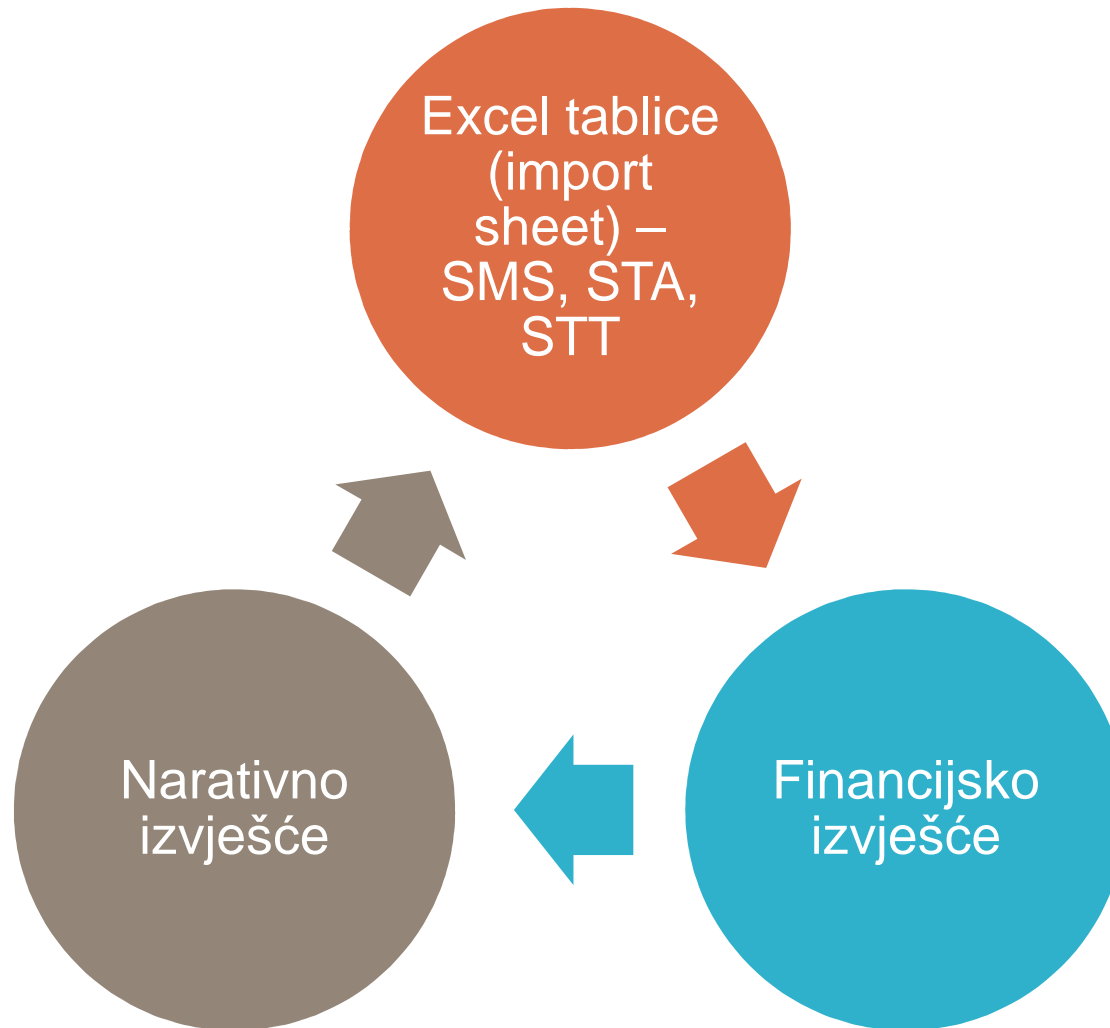 Excel tablice
(import
sheet) –
SMS, STA,
STT
Financijsko
izvješće
Narativno
izvješće